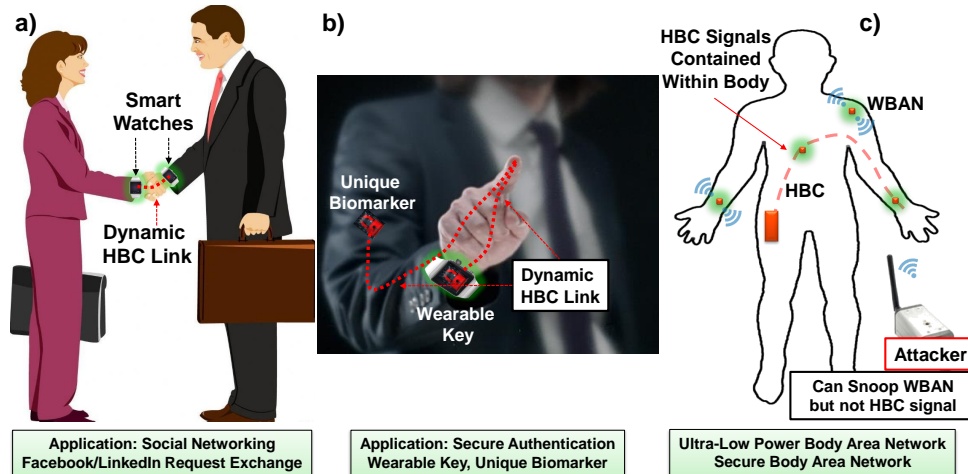 a)
Smart
Watches
Dynamic
HBC Link
Application: Social Networking
Facebook/LinkedIn Request Exchange
b)
Unique
Biomarker
Dynamic
HBC Link
Wearable
Key
Application: Secure Authentication
Wearable Key, Unique Biomarker
c)
HBC Signals
Contained
Within Body
WBAN
HBC
Attacker
Can Snoop WBAN
but not HBC signal
Ultra-Low Power Body Area Network
Secure Body Area Network